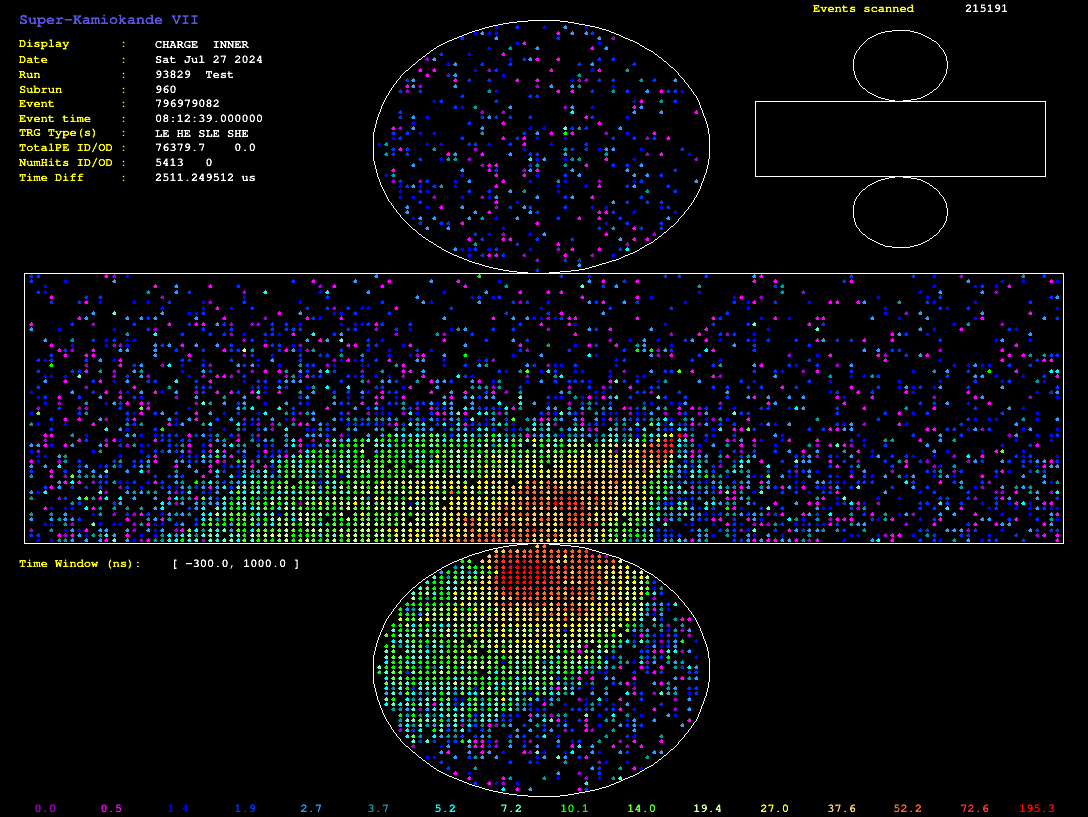 Super-Kamiokande VII
Events scanned 215191
Display : CHARGE INNER
Date : Sat Jul 27 2024
Run : 93829 Test
Subrun : 960
Event : 796979082
Event time : 08:12:39.000000
TRG Type(s) : LE HE SLE SHE
TotalPE ID/OD : 76379.7 0.0
NumHits ID/OD : 5413 0
Time Diff : 2511.249512 us
Time Window (ns): [ -300.0, 1000.0 ]
0.0 0.5 1.4 1.9 2.7 3.7 5.2 7.2 10.1 14.0 19.4 27.0 37.6 52.2 72.6 195.3